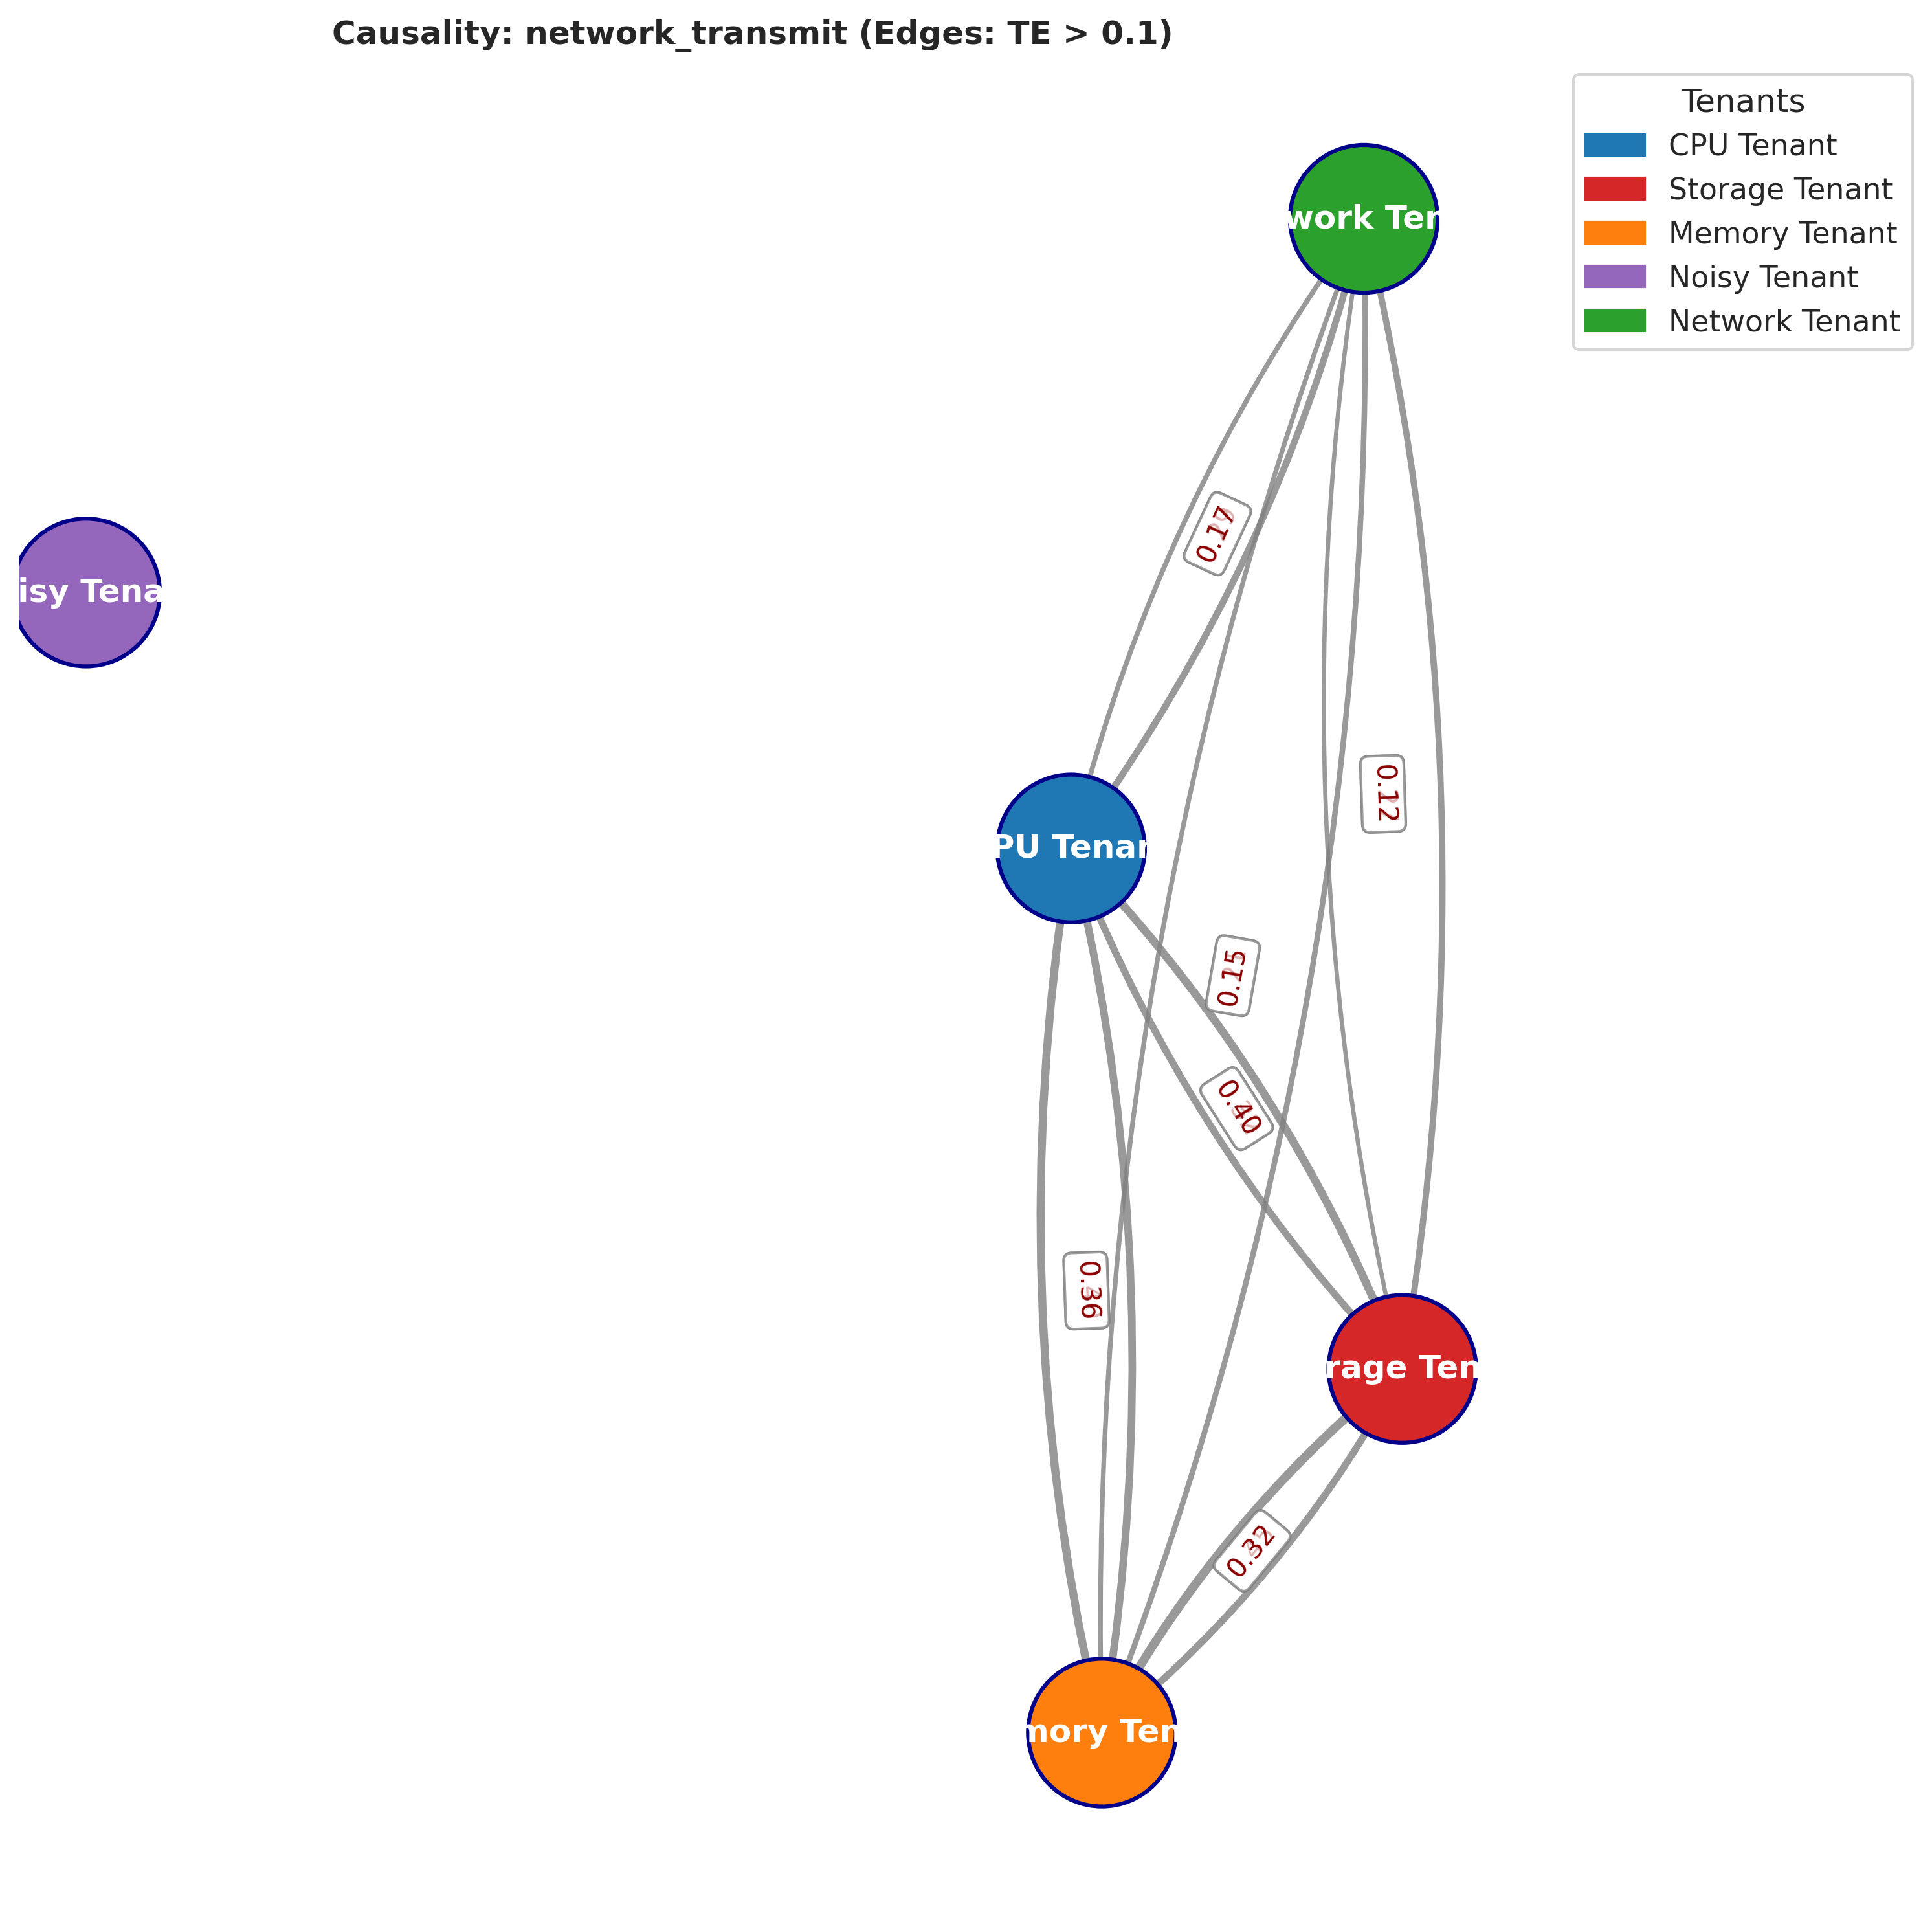 Causality: network_transmit (Edges: TE > 0.1)
Tenants
CPU Tenant
Storage Tenant
Memory Tenant
Noisy Tenant
Network Tenant
work Ten
isy Tena
PU Tenan
rage Ten
mory Ten
0.17
0.12
0.15
0.40
0.36
0.32